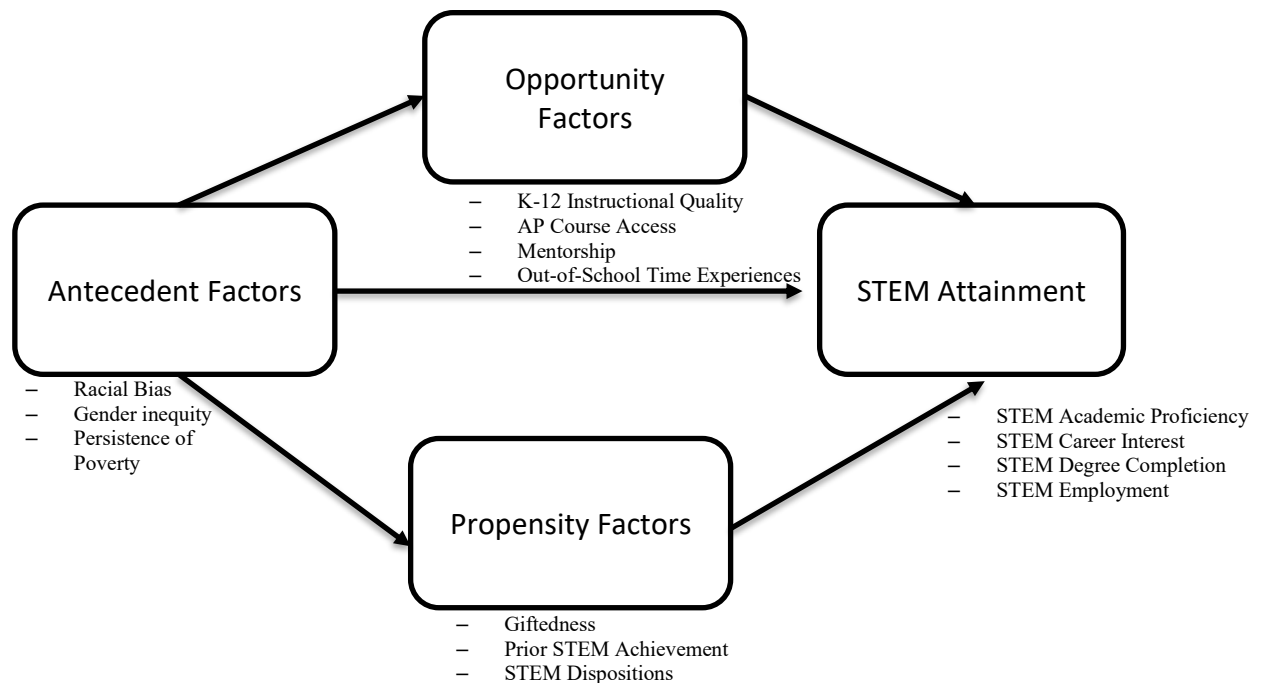 Opportunity
Factors
– K-12 Instructional Quality
– AP Course Access
– Mentorship
– Out-of-School Time Experiences
Antecedent Factors
– Racial Bias
– Gender inequity
– Persistence of
Poverty
STEM Attainment
– STEM Academic Proficiency
– STEM Career Interest
– STEM Degree Completion
– STEM Employment
Propensity Factors
– Giftedness
– Prior STEM Achievement
– STEM Dispositions